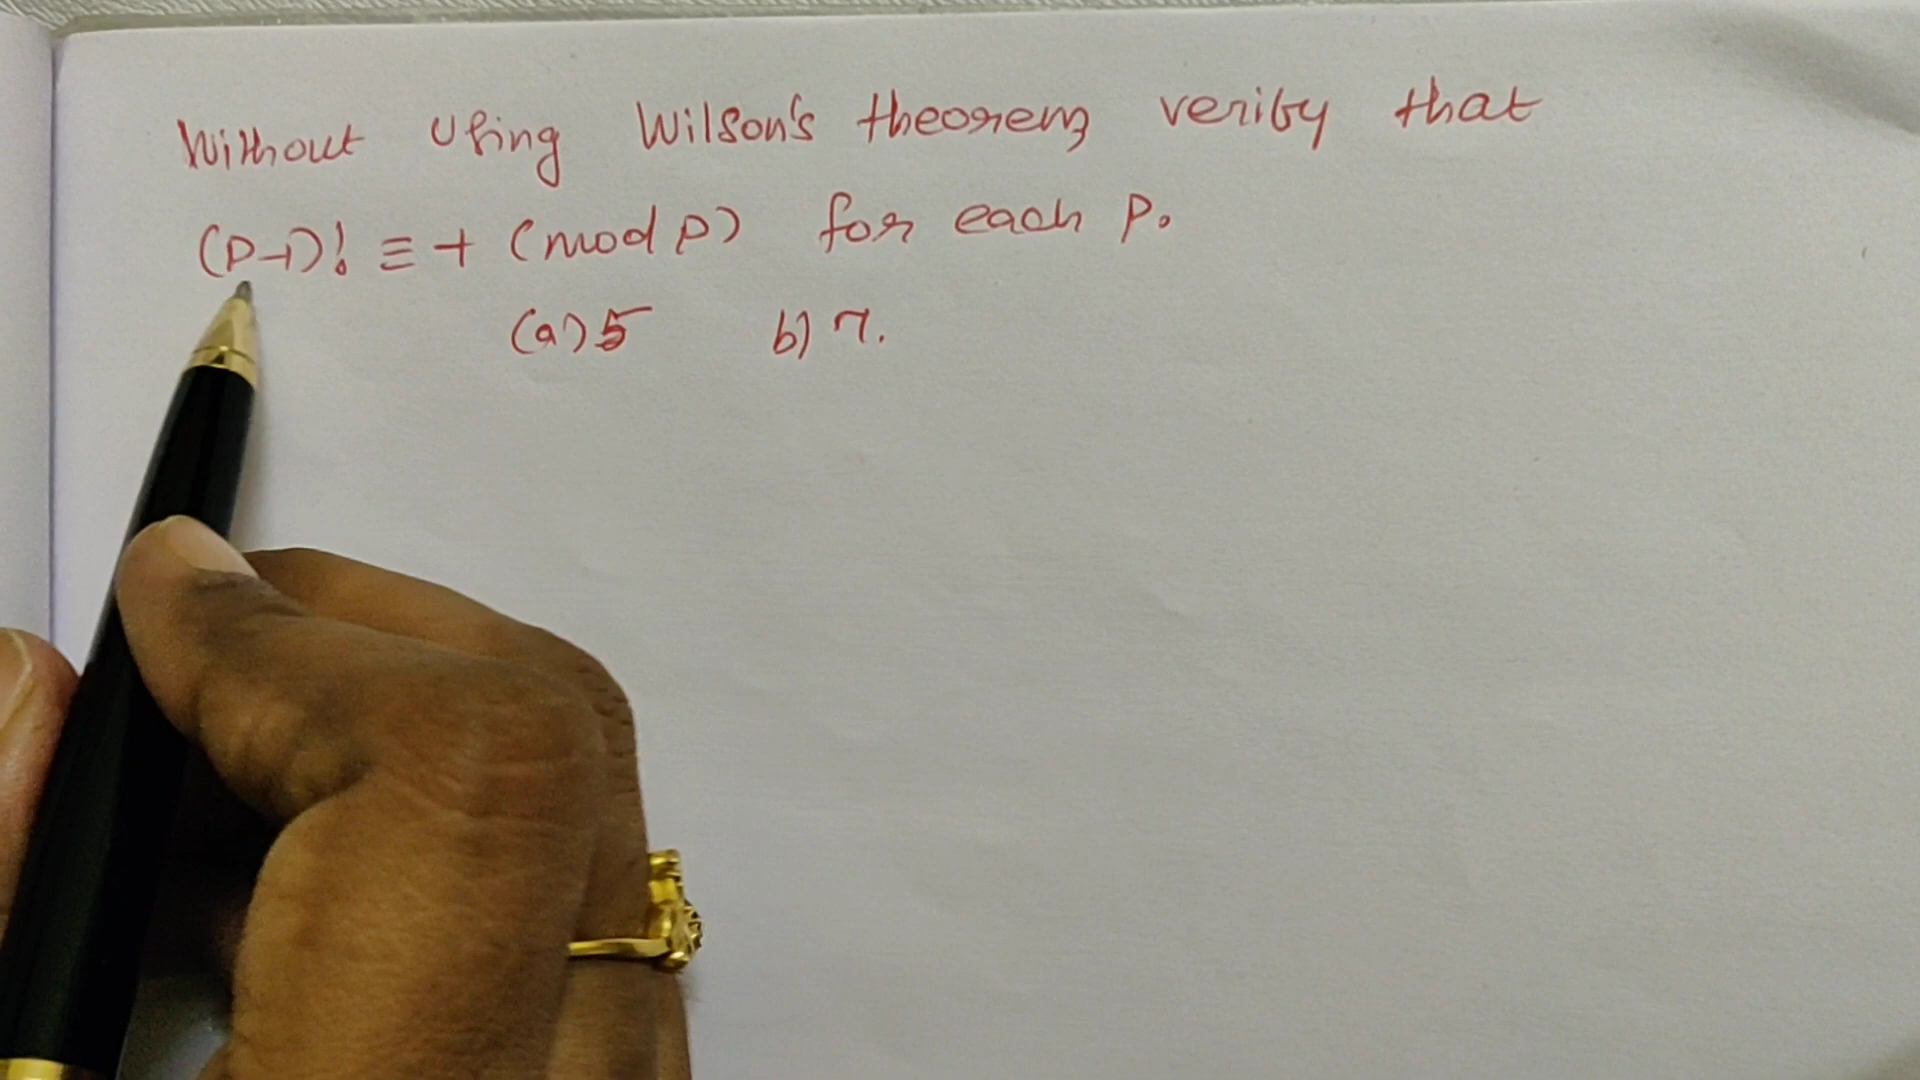 Without using Wilson's theorem verify that
(P-1)! ≡ -1 (mod P) for each P.
(a) 5 b) 7.